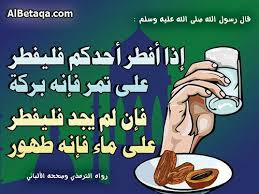 AlBetaqa.com
قال رسول الله صلى الله عليه وسلم :
إذا أفطر أحدكم فليفطر
على تمر فإنه بركة
فإن لم يجد فليفطر
على ماء فإنه طهور
رواه الترمذي وصححه الألباني